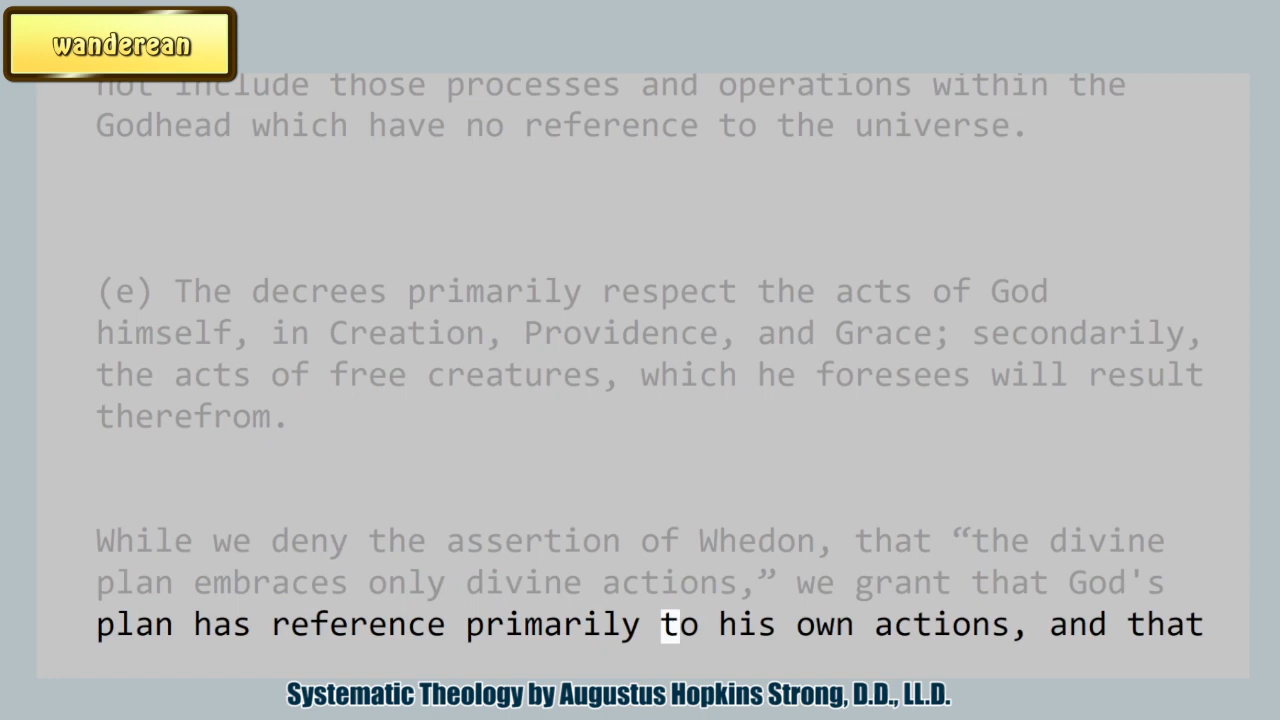 wanderean
not include those processes and operations within the
Godhead which have no reference to the universe.
(e) The decrees primarily respect the acts of God
himself, in Creation, Providence, and Grace; secondarily,
the acts of free creatures, which he foresees will result
therefrom.
While we deny the assertion of Whedon, that “the divine
plan embraces only divine actions,” we grant that God's
plan has reference primarily to his own actions, and that
Systematic Theology by Augustus Hopkins Strong, D.D., LL.D.